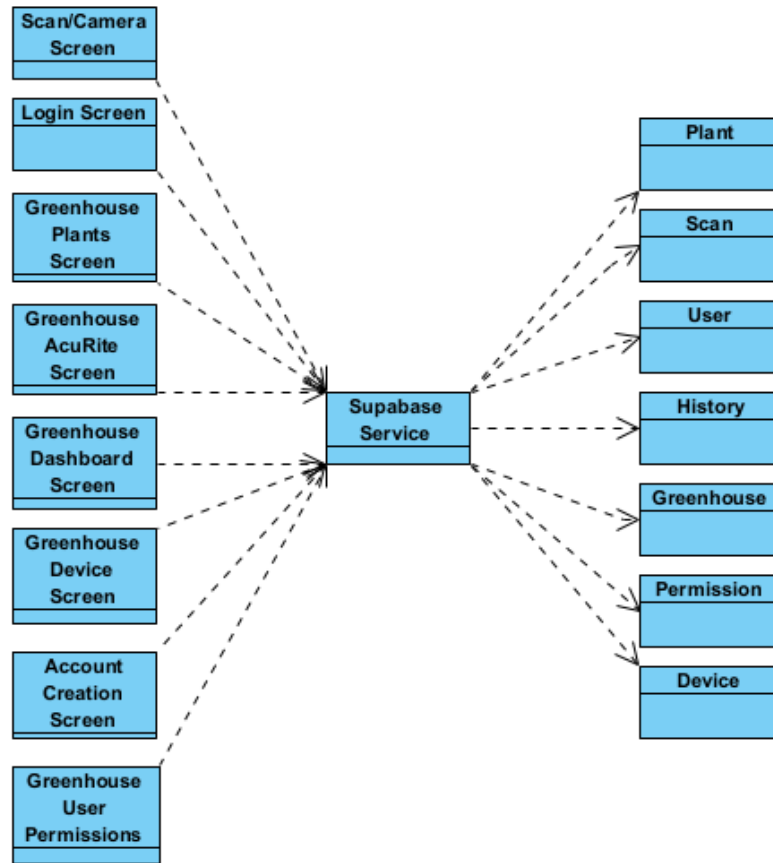 Scan/Camera
Screen
Login Screen
Greenhouse
Plants
Screen
Greenhouse
AcuRite
Screen
Greenhouse
Dashboard
Screen
Greenhouse
Device
Screen
Account
Creation
Screen
Greenhouse
User
Permissions
Supabase
Service
Plant
Scan
User
History
Greenhouse
Permission
Device